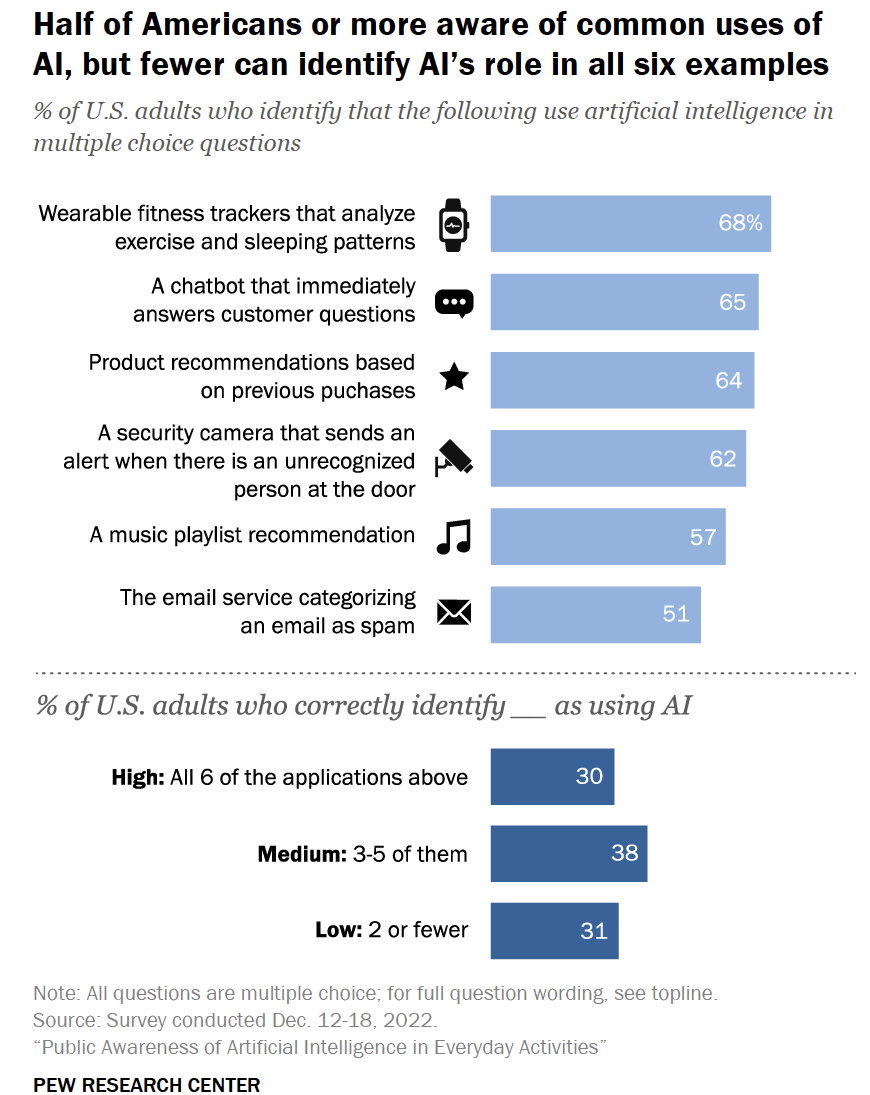 Half of Americans or more aware of common uses of
AI, but fewer can identify AI’s role in all six examples
% of U.S. adults who identify that the following use artificial intelligence in
multiple choice questions
Wearable fitness trackers that analyze
exercise and sleeping patterns
68%
A chatbot that immediately
answers customer questions
65
Product recommendations based
on previous puchases
64
A security camera that sends an
alert when there is an unrecognized
person at the door
62
A music playlist recommendation
57
The email service categorizing
an email as spam
51
% of U.S. adults who correctly identify __ as using AI
High: All 6 of the applications above
30
Medium: 3-5 of them
38
Low: 2 or fewer
31
Note: All questions are multiple choice; for full question wording, see topline.
Source: Survey conducted Dec. 12-18, 2022.
“Public Awareness of Artificial Intelligence in Everyday Activities”
PEW RESEARCH CENTER